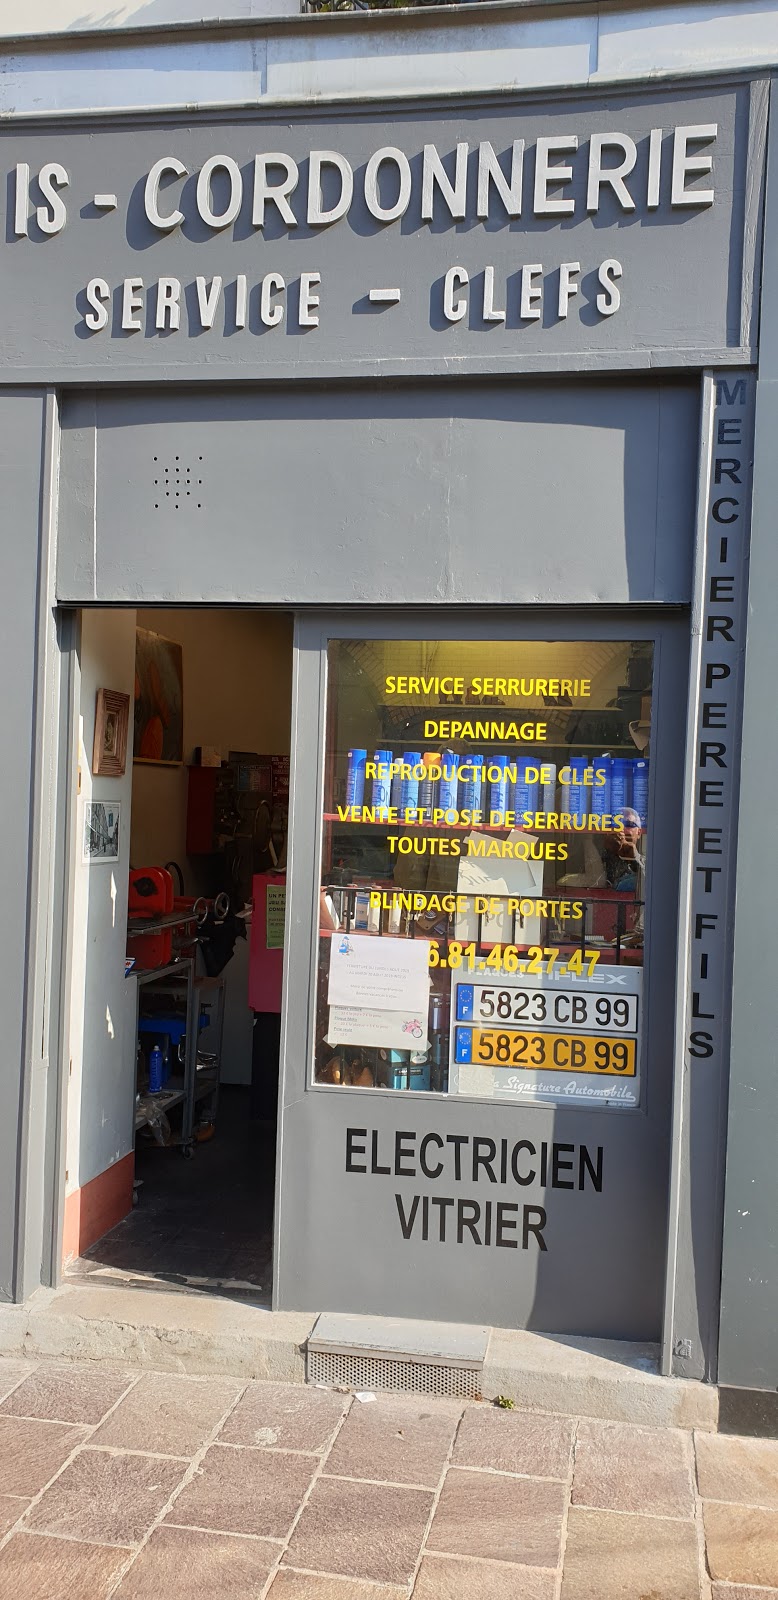 IS - CORDONNERIE
SERVICE - CLEFS
MERCIER PERE ET FILS
SERVICE SERRURERIE
DEPANNAGE
REPRODUCTION DE CLÉS
VENTE ET POSE DE SERRURES
TOUTES MARQUES
BLINDAGE DE PORTES
6.81.46.27.47
F 5823 CB 99
F 5823 CB 99
Signature Automobile
ELECTRICIEN
VITRIER